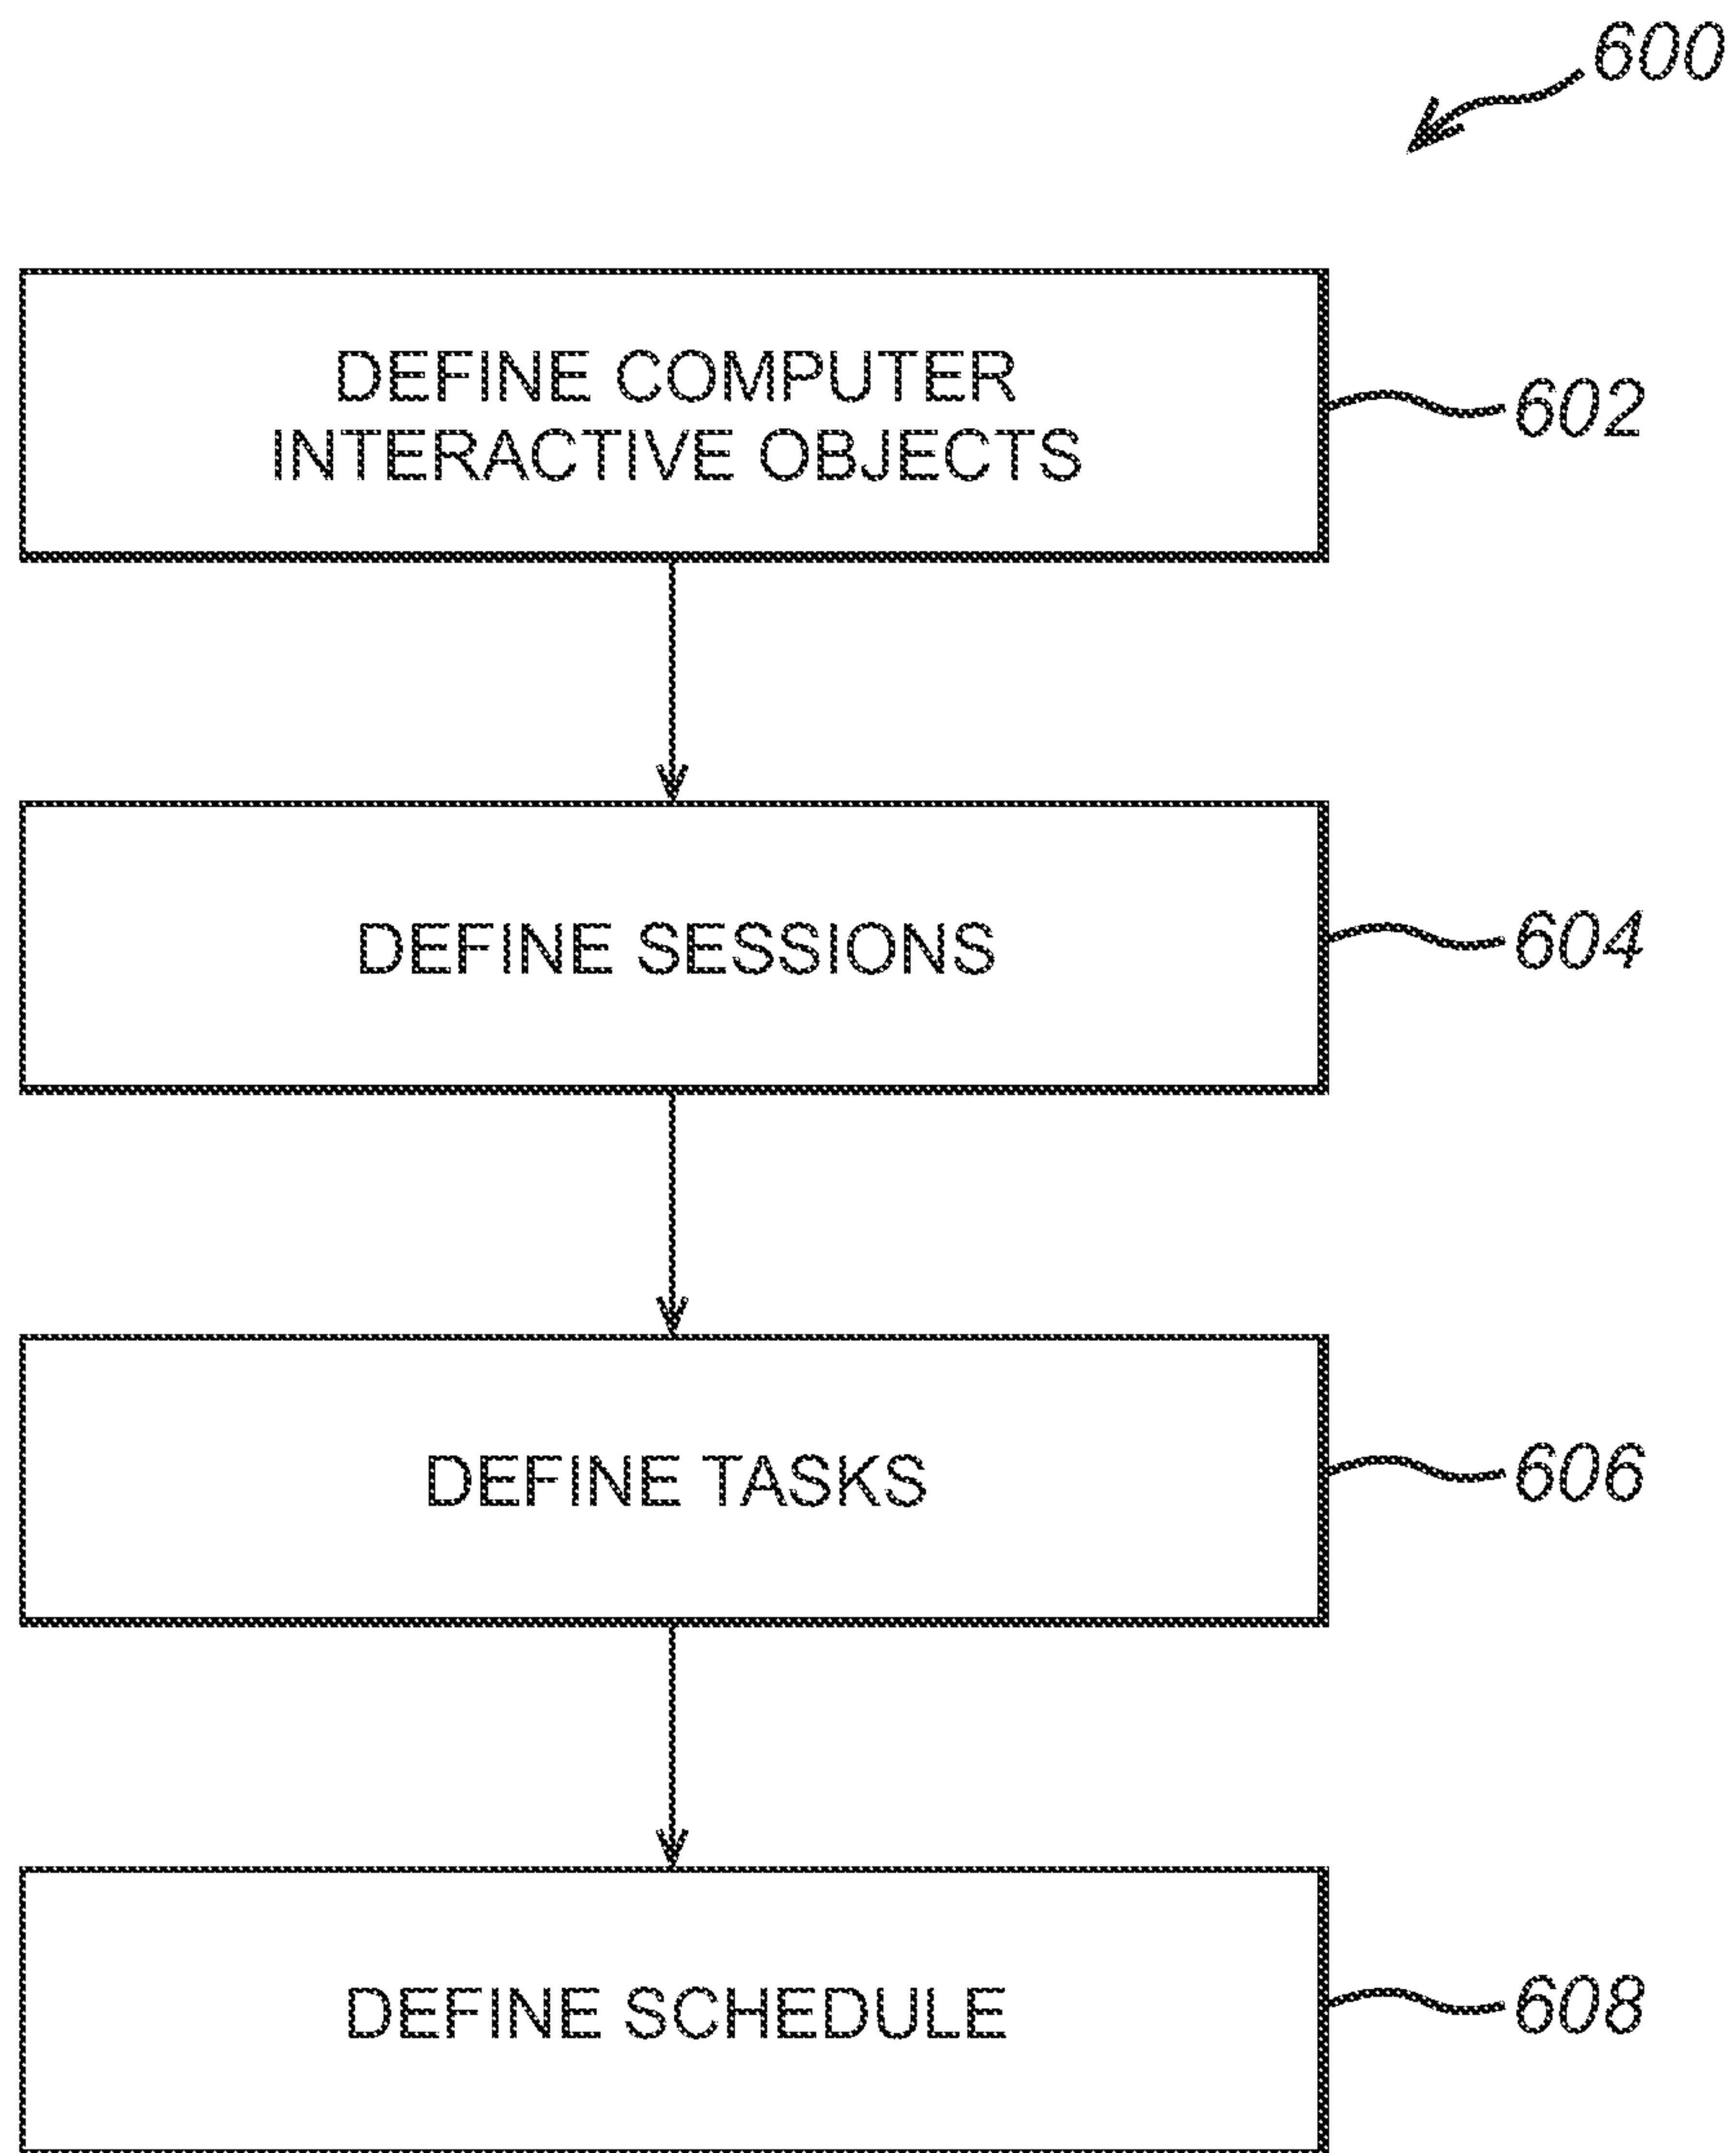 600
DEFINE COMPUTER
INTERACTIVE OBJECTS
602
DEFINE SESSIONS
604
DEFINE TASKS
606
DEFINE SCHEDULE
608